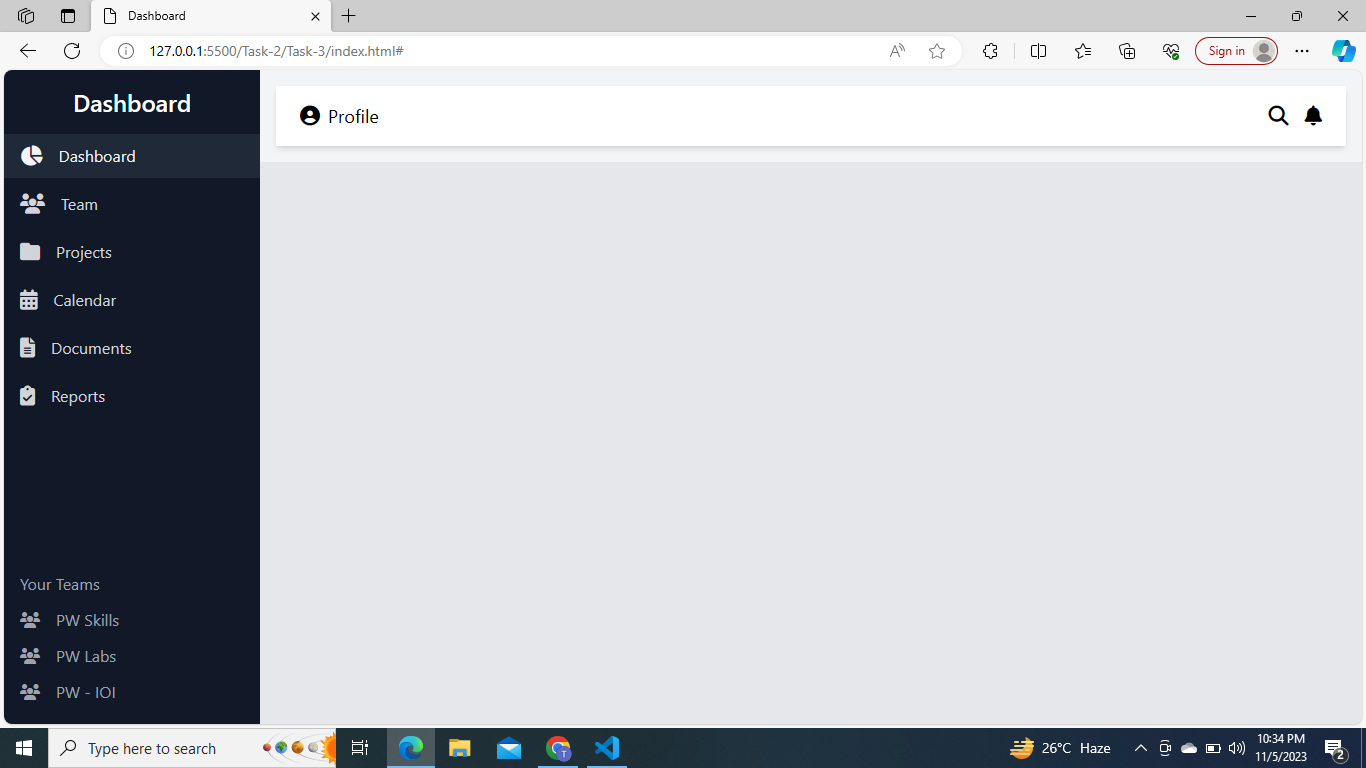 Dashboard
127.0.0.1:5500/Task-2/Task-3/index.html#
Sign in
Dashboard
Profile
Dashboard
Team
Projects
Calendar
Documents
Reports
Your Teams
PW Skills
PW Labs
PW - IOI
Type here to search
T
26°C Haze
10:34 PM
11/5/2023
2